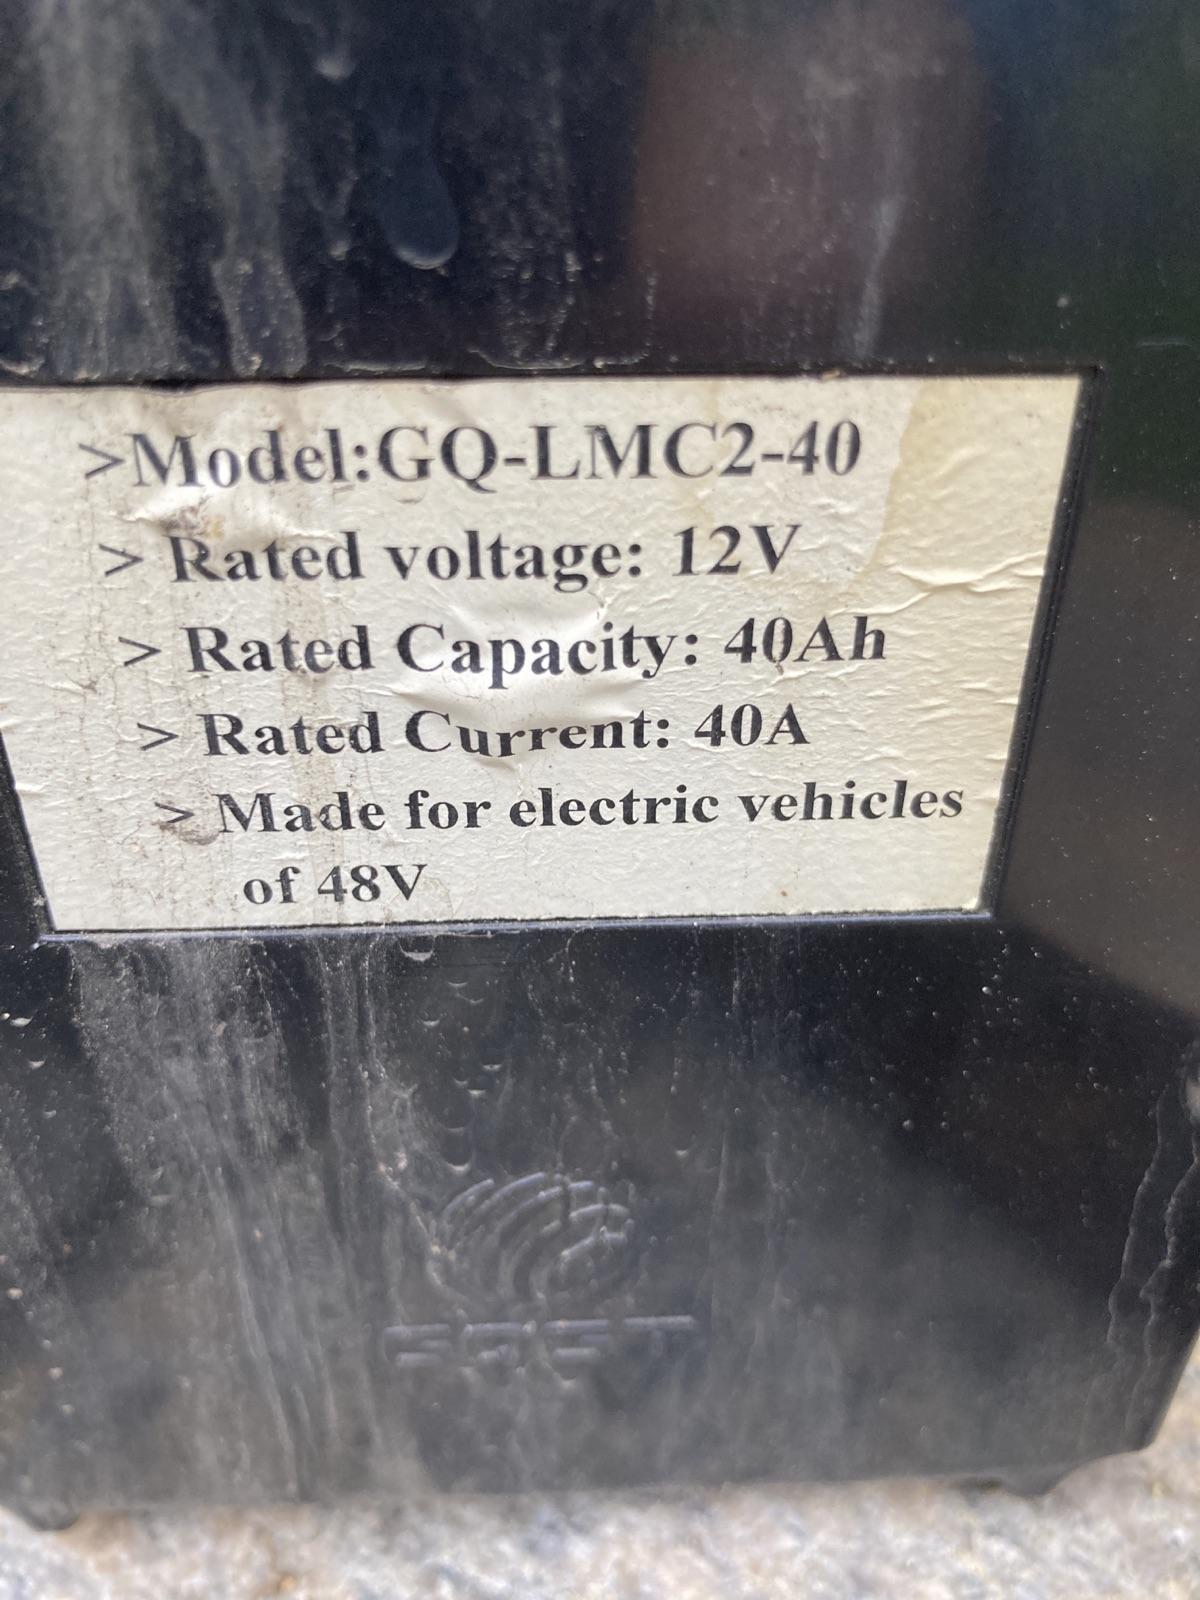 >Model:GQ-LMC2-40
> Rated voltage: 12V
> Rated Capacity: 40Ah
> Rated Current: 40A
> Made for electric vehicles
of 48V